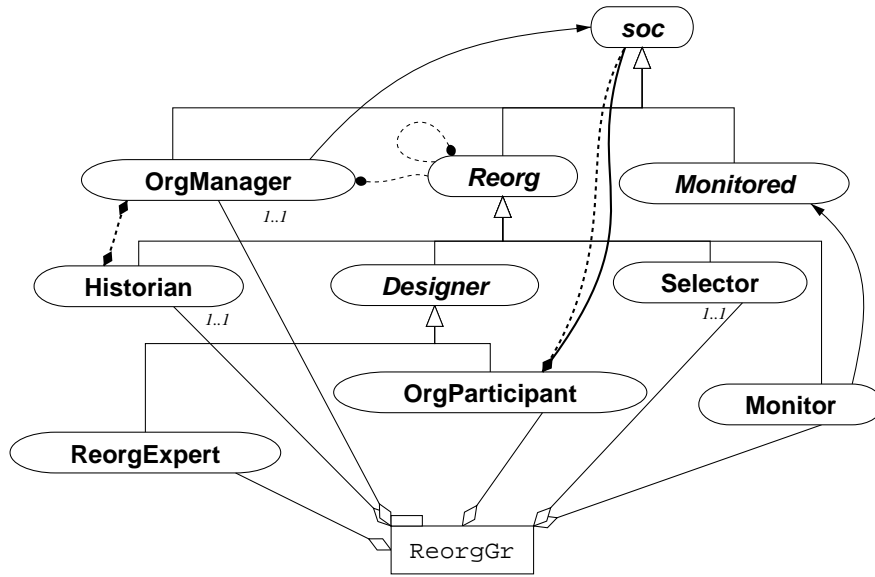 soc
OrgManager
Reorg
Monitored
1..1
Historian
Designer
Selector
1..1
1..1
OrgParticipant
Monitor
ReorgExpert
ReorgGr